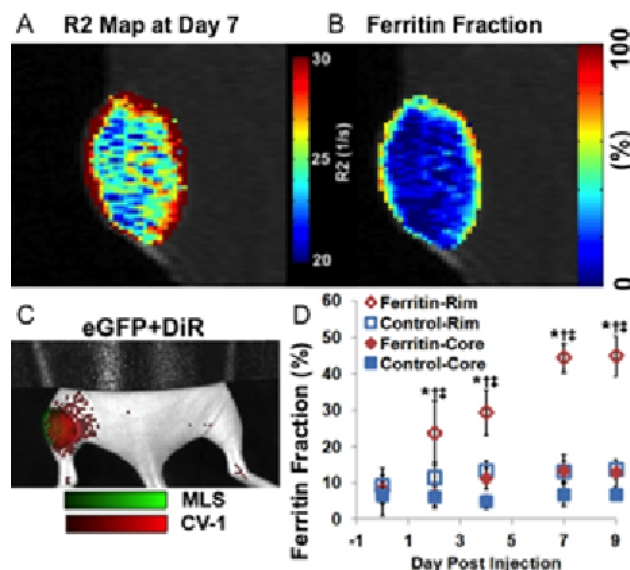 A R2 Map at Day 7
B Ferritin Fraction
30
25
20
R2 (1/s)
100
(%)
0
C eGFP+DiR
MLS
CV-1
D
Ferritin-Rim
Control-Rim
Ferritin-Core
Control-Core
*†‡
*†‡
*†‡
*†‡
Ferritin Fraction (%)
60
50
40
30
20
10
0
-1 1 3 5 7 9
Day Post Injection